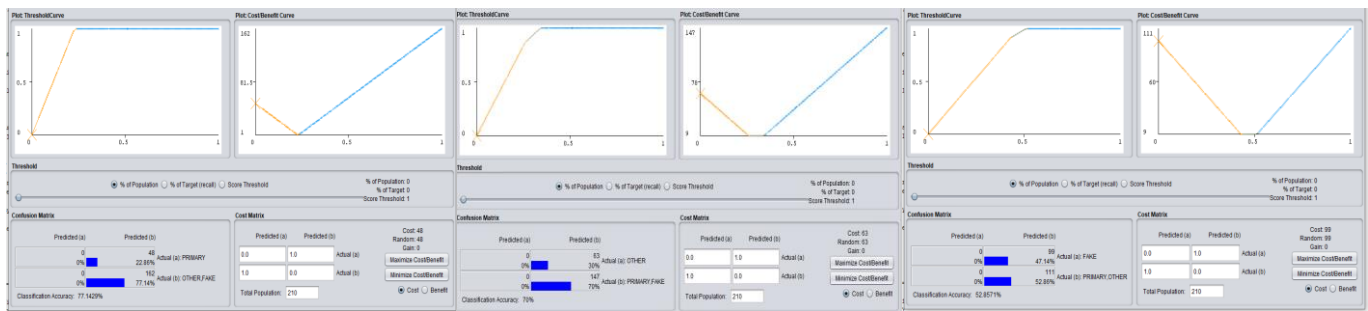 Plot: ThresholdCurve
Plot: Cost/Benefit Curve
1
0.5
0
0
0.5
1
162
81.5
1
0
0.5
1
Threshold
% of Population
% of Target (recall)
Score Threshold
% of Population: 0
% of Target: 0
Score Threshold: 1
Confusion Matrix
Predicted (a) Predicted (b)
0 48
0% 22.86% Actual (a): PRIMARY
0 162
0% 77.14% Actual (b): OTHER,FAKE
Classification Accuracy: 77.1429%
Cost Matrix
Predicted (a) Predicted (b)
0.0 1.0 Actual (a)
1.0 0.0 Actual (b)
Total Population: 210
Cost: 48
Random: 48
Gain: 0
Maximize Cost/Benefit
Minimize Cost/Benefit
Cost Benefit
Plot: ThresholdCurve
Plot: Cost/Benefit Curve
1
0.5
0
0
0.5
1
147
78
9
0
0.5
1
Threshold
% of Population
% of Target (recall)
Score Threshold
% of Population: 0
% of Target: 0
Score Threshold: 1
Confusion Matrix
Predicted (a) Predicted (b)
0 63
0% 30% Actual (a): OTHER
0 147
0% 70% Actual (b): PRIMARY,FAKE
Classification Accuracy: 70%
Cost Matrix
Predicted (a) Predicted (b)
0.0 1.0 Actual (a)
1.0 0.0 Actual (b)
Total Population: 210
Cost: 63
Random: 63
Gain: 0
Maximize Cost/Benefit
Minimize Cost/Benefit
Cost Benefit
Plot: ThresholdCurve
Plot: Cost/Benefit Curve
1
0.5
0
0
0.5
1
111
60
9
0
0.5
1
Threshold
% of Population
% of Target (recall)
Score Threshold
% of Population: 0
% of Target: 0
Score Threshold: 1
Confusion Matrix
Predicted (a) Predicted (b)
0 99
0% 47.14% Actual (a): FAKE
0 111
0% 52.86% Actual (b): PRIMARY,OTHER
Classification Accuracy: 52.8571%
Cost Matrix
Predicted (a) Predicted (b)
0.0 1.0 Actual (a)
1.0 0.0 Actual (b)
Total Population: 210
Cost: 99
Random: 99
Gain: 0
Maximize Cost/Benefit
Minimize Cost/Benefit
Cost Benefit